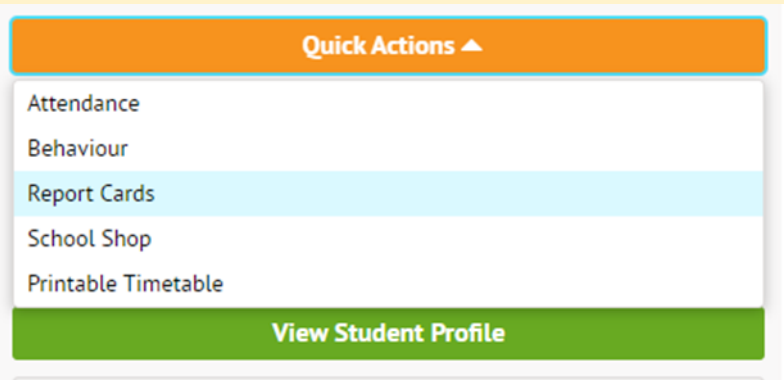 Quick Actions
Attendance
Behaviour
Report Cards
School Shop
Printable Timetable
View Student Profile